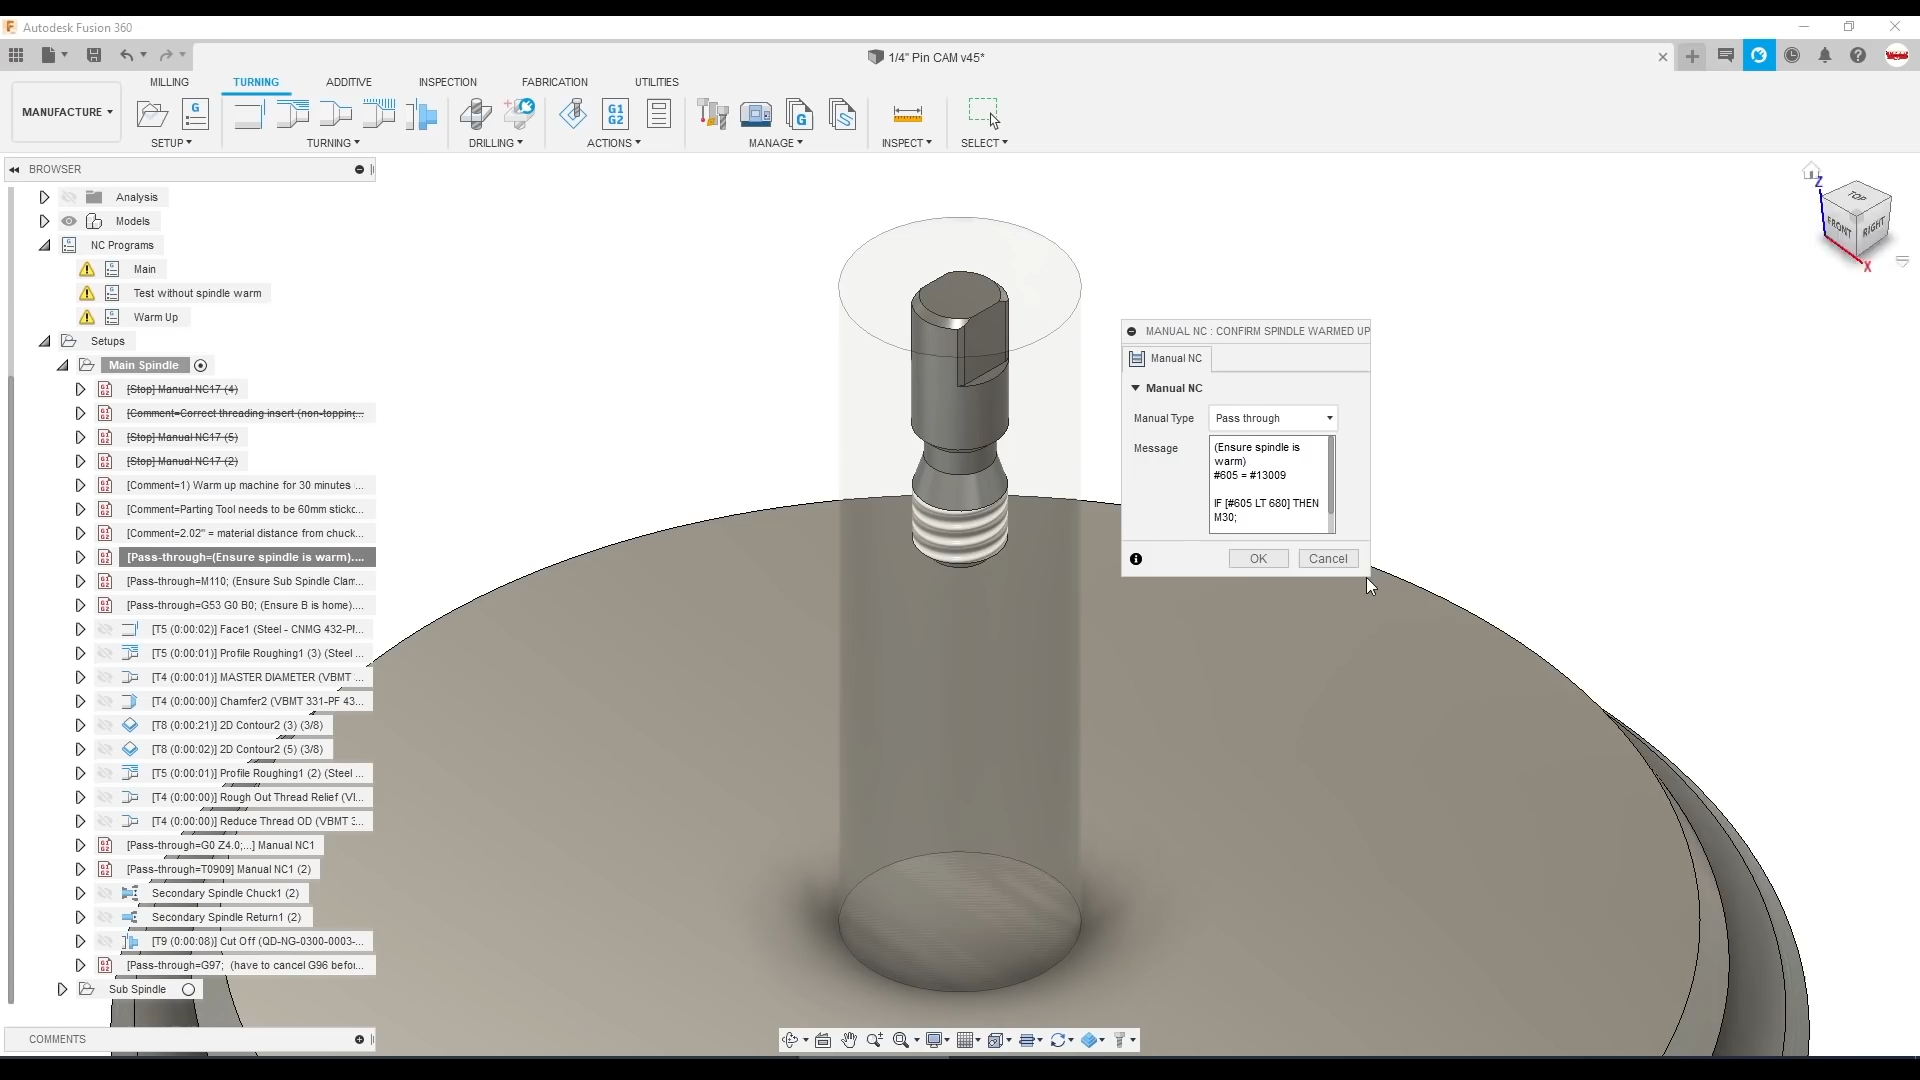 Autodesk Fusion 360
1/4" Pin CAM v45*
MILLING
TURNING
ADDITIVE
INSPECTION
FABRICATION
UTILITIES
MANUFACTURE
SETUP
TURNING
DRILLING
ACTIONS
MANAGE
INSPECT
SELECT
G
G1
G2
G
S
BROWSER
Analysis
Models
NC Programs
Main
Test without spindle warm
Warm Up
Setups
Main Spindle
[Stop] Manual NC17 (4)
[Comment=Correct threading insert (non-topping...
[Stop] Manual NC17 (5)
[Stop] Manual NC17 (2)
[Comment=1) Warm up machine for 30 minutes ...
[Comment=Parting Tool needs to be 60mm stickc...
[Comment=2.02" = material distance from chuck...
[Pass-through=(Ensure spindle is warm)....
[Pass-through=M110; (Ensure Sub Spindle Clam...
[Pass-through=G53 G0 B0; (Ensure B is home)....
[T5 (0:00:02)] Face1 (Steel - CNMG 432-PI...
[T5 (0:00:01)] Profile Roughing1 (3) (Steel ...
[T4 (0:00:01)] MASTER DIAMETER (VBMT ...
[T4 (0:00:00)] Chamfer2 (VBMT 331-PF 43...
[T8 (0:00:21)] 2D Contour2 (3) (3/8)
[T8 (0:00:02)] 2D Contour2 (5) (3/8)
[T5 (0:00:01)] Profile Roughing1 (2) (Steel ...
[T4 (0:00:00)] Rough Out Thread Relief (VI...
[T4 (0:00:00)] Reduce Thread OD (VBMT 3...
[Pass-through=G0 Z4.0;...] Manual NC1
[Pass-through=T0909] Manual NC1 (2)
Secondary Spindle Chuck1 (2)
Secondary Spindle Return1 (2)
[T9 (0:00:08)] Cut Off (QD-NG-0300-0003-...
[Pass-through=G97; (have to cancel G96 befor...
Sub Spindle
COMMENTS
MANUAL NC : CONFIRM SPINDLE WARMED UP
Manual NC
Manual NC
Manual Type
Pass through
Message
(Ensure spindle is
warm)
#605 = #13009
IF [#605 LT 680] THEN
M30;
OK
Cancel
Z
TOP
FRONT
RIGHT
X